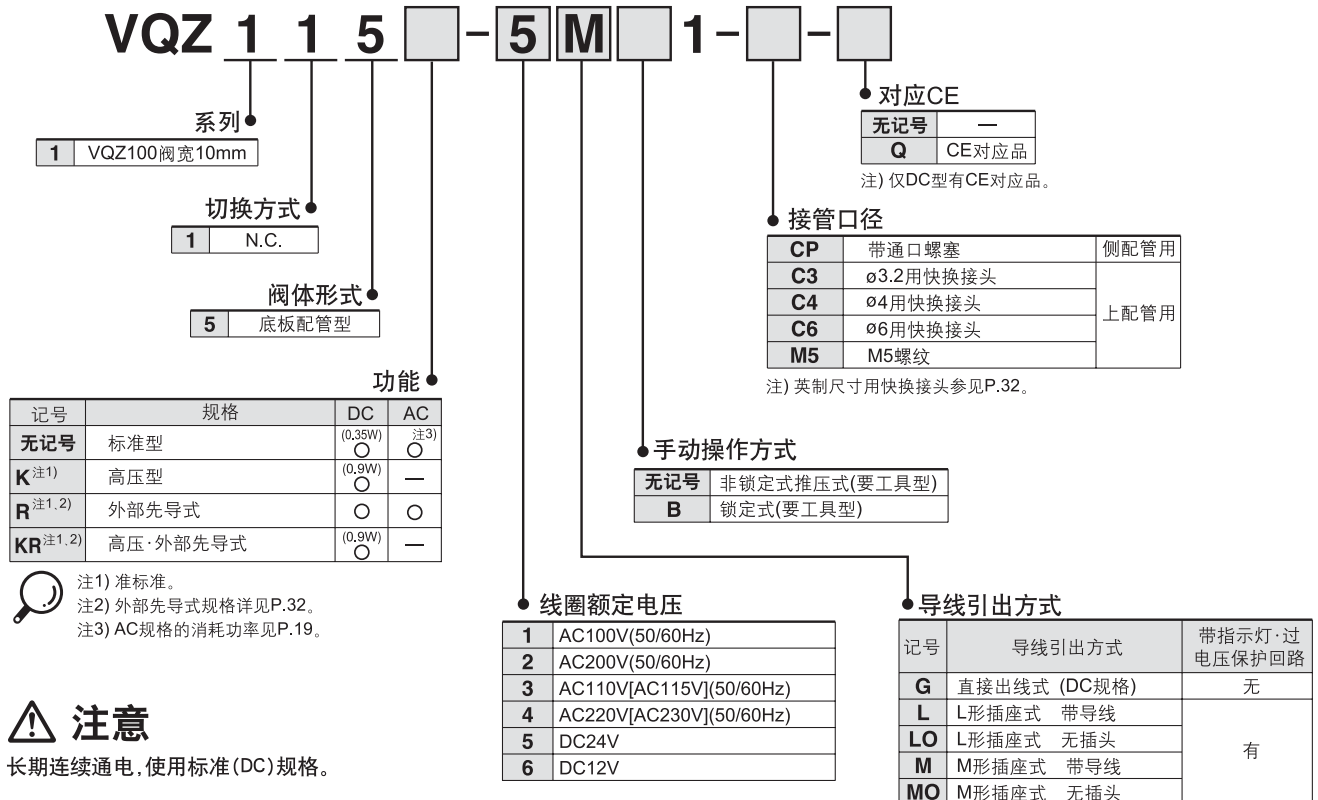 VQZ 1 1 5 - 5 M 1 - -
系列
1 VQZ100阀宽10mm
切换方式
1 N.C.
阀体形式
5 底板配管型
功能
记号 规格 DC AC
无记号 标准型 (0.35W)○ 注3)○
K注1) 高压型 (0.9W)○ —
R注1、2) 外部先导式 ○ ○
KR注1、2) 高压·外部先导式 (0.9W)○ —
注1) 准标准。
注2) 外部先导式规格详见P.32。
注3) AC规格的消耗功率见P.19。
注意
长期连续通电,使用标准(DC)规格。
对应CE
无记号 —
Q CE对应品
注) 仅DC型有CE对应品。
接管口径
CP 带通口螺塞 侧配管用
C3 ø3.2用快换接头
C4 ø4用快换接头
上配管用
C6 ø6用快换接头
M5 M5螺纹
注) 英制尺寸用快换接头参见P.32。
手动操作方式
无记号 非锁定式推压式(要工具型)
B 锁定式(要工具型)
线圈额定电压
1 AC100V(50/60Hz)
2 AC200V(50/60Hz)
3 AC110V[AC115V](50/60Hz)
4 AC220V[AC230V](50/60Hz)
5 DC24V
6 DC12V
导线引出方式
记号 导线引出方式 带指示灯·过
电压保护回路
G 直接出线式 (DC规格) 无
L L形插座式 带导线
LO L形插座式 无插头
有
M M形插座式 带导线
MO M形插座式 无插头